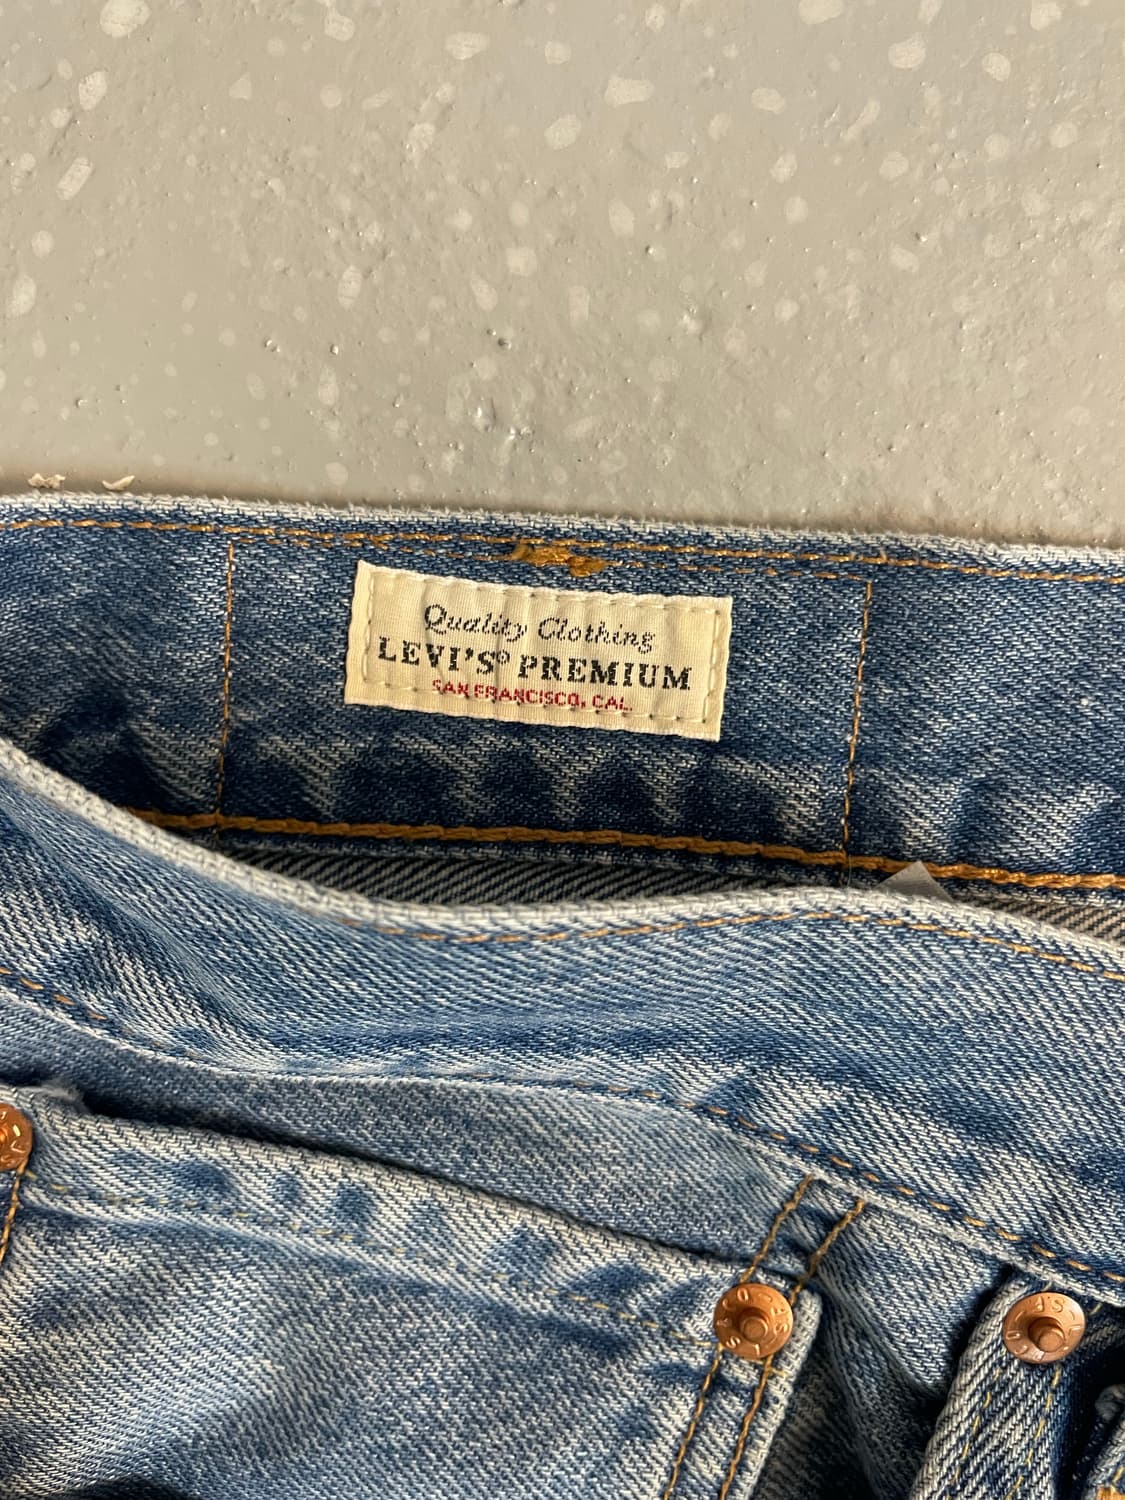 Quality Clothing
LEVI'S® PREMIUM
SAN FRANCISCO, CAL.